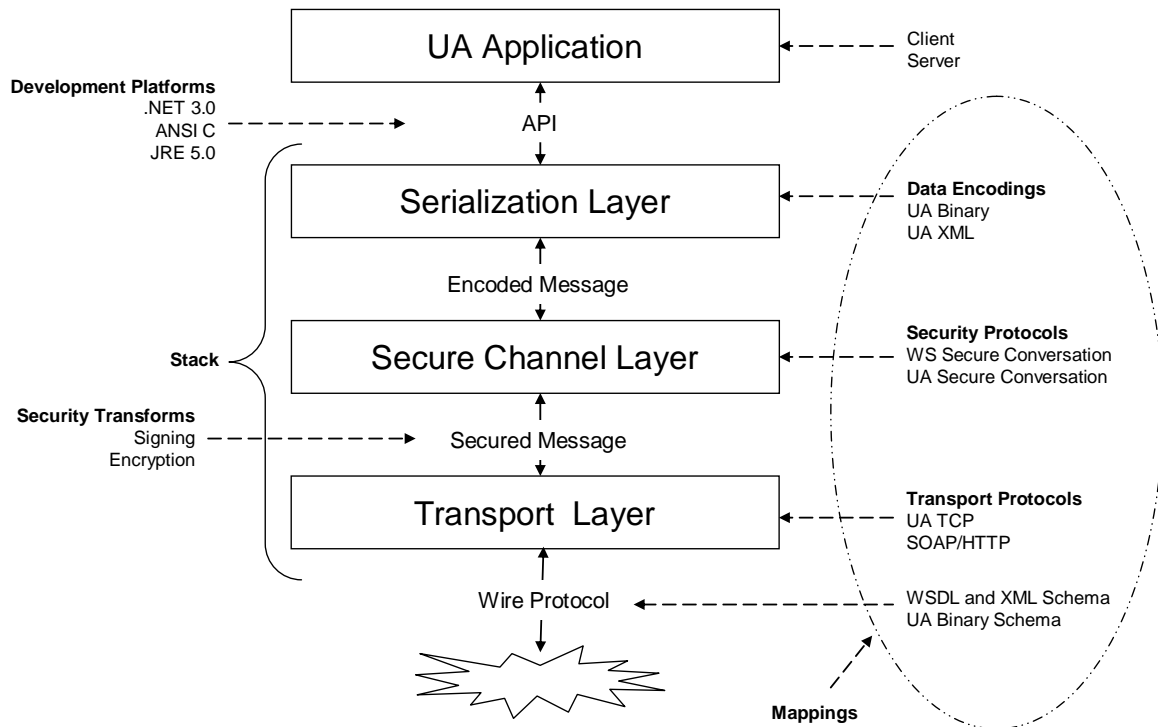 UA Application
Client
Server
Development Platforms
.NET 3.0
ANSI C
JRE 5.0
API
Serialization Layer
Data Encodings
UA Binary
UA XML
Encoded Message
Stack
Secure Channel Layer
Security Protocols
WS Secure Conversation
UA Secure Conversation
Security Transforms
Signing
Encryption
Secured Message
Transport Layer
Transport Protocols
UA TCP
SOAP/HTTP
Wire Protocol
WSDL and XML Schema
UA Binary Schema
Mappings